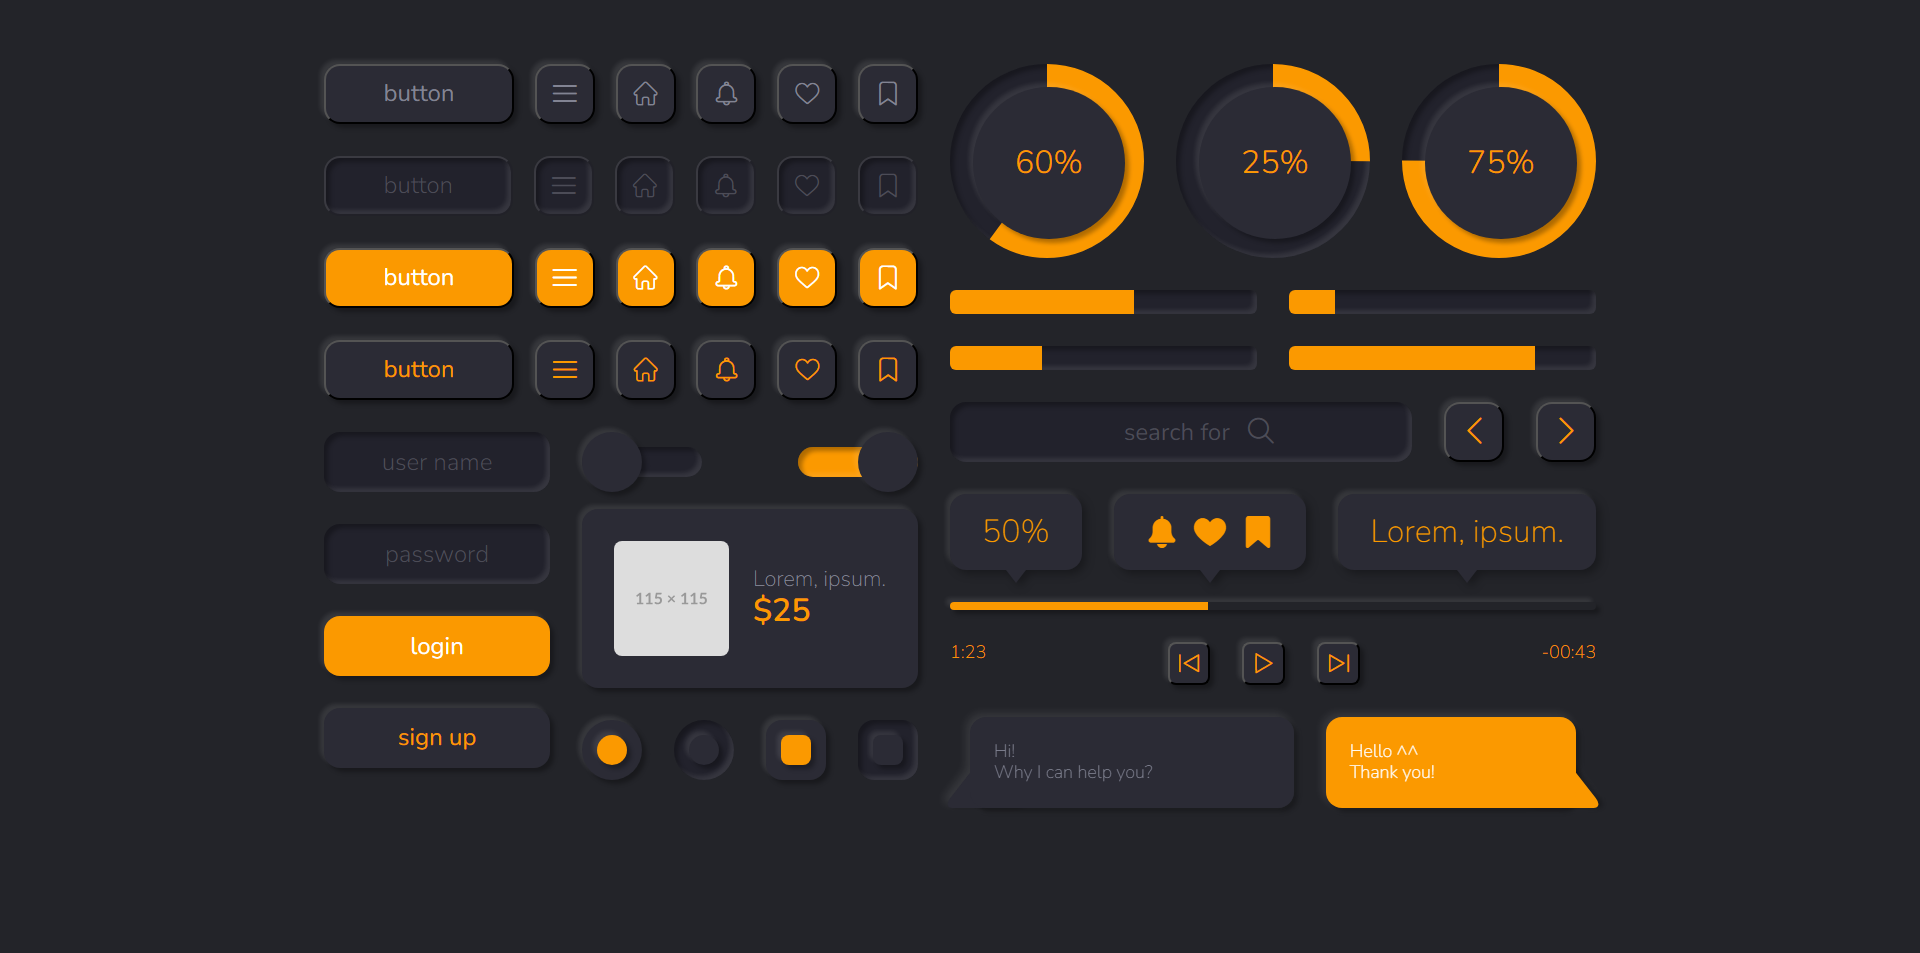 button
button
button
button
user name
password
login
sign up
115 × 115
Lorem, ipsum.
$25
60%
25%
75%
search for
50%
Lorem, ipsum.
1:23
-00:43
Hi!
Why I can help you?
Hello ^^
Thank you!